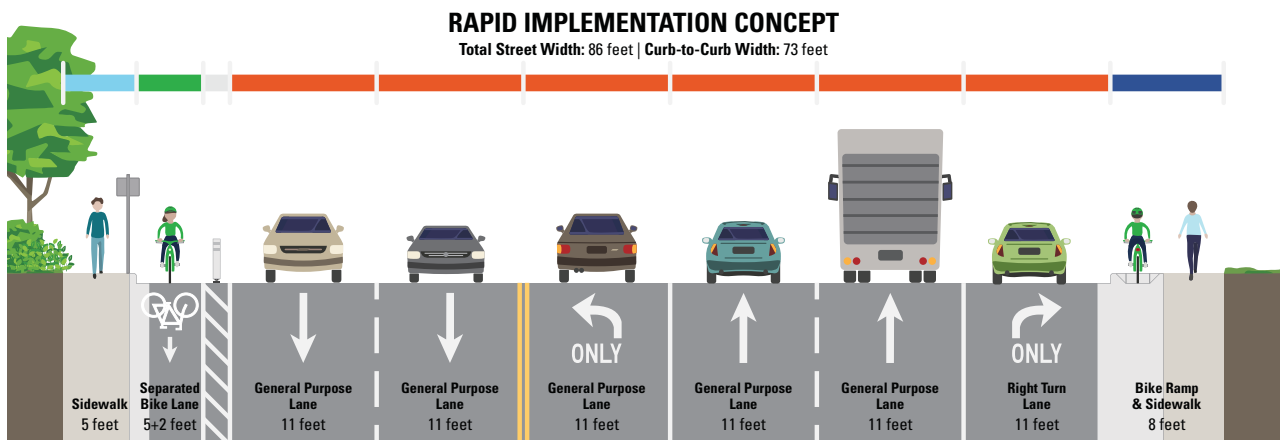 RAPID IMPLEMENTATION CONCEPT
Total Street Width: 86 feet | Curb-to-Curb Width: 73 feet
ONLY
ONLY
Sidewalk
5 feet
Separated
Bike Lane
5+2 feet
General Purpose
Lane
11 feet
General Purpose
Lane
11 feet
General Purpose
Lane
11 feet
General Purpose
Lane
11 feet
General Purpose
Lane
11 feet
Right Turn
Lane
11 feet
Bike Ramp
& Sidewalk
8 feet